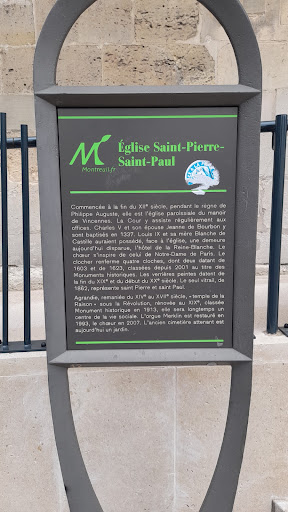 Église Saint-Pierre-
Saint-Paul
Montreuil.fr
Commencée à la fin du XIIe siècle, pendant le règne de
Philippe Auguste, elle est l'église paroissiale du manoir
de Vincennes. La Cour y assiste régulièrement aux
offices. Charles V et son épouse Jeanne de Bourbon y
sont baptisés en 1337. Louis IX et sa mère Blanche de
Castille auraient possédé, face à l'église, une demeure
aujourd'hui disparue, l'hôtel de la Reine-Blanche. Le
chœur s'inspire de celui de Notre-Dame de Paris. Le
clocher renferme quatre cloches, dont deux datant de
1603 et de 1623, classées depuis 2001 au titre des
Monuments historiques. Les verrières peintes datent de
la fin du XIXe et du début du XXe siècle. Le seul vitrail, de
1882, représente saint Pierre et saint Paul.
Agrandie, remaniée du XIVe au XVIIe siècle, « temple de la
Raison » sous la Révolution, rénovée au XIXe, classée
Monument historique en 1913, elle sera longtemps un
centre de la vie sociale. L'orgue Merklin est restauré en
1993, le chœur en 2007. L'ancien cimetière attenant est
aujourd'hui un jardin.